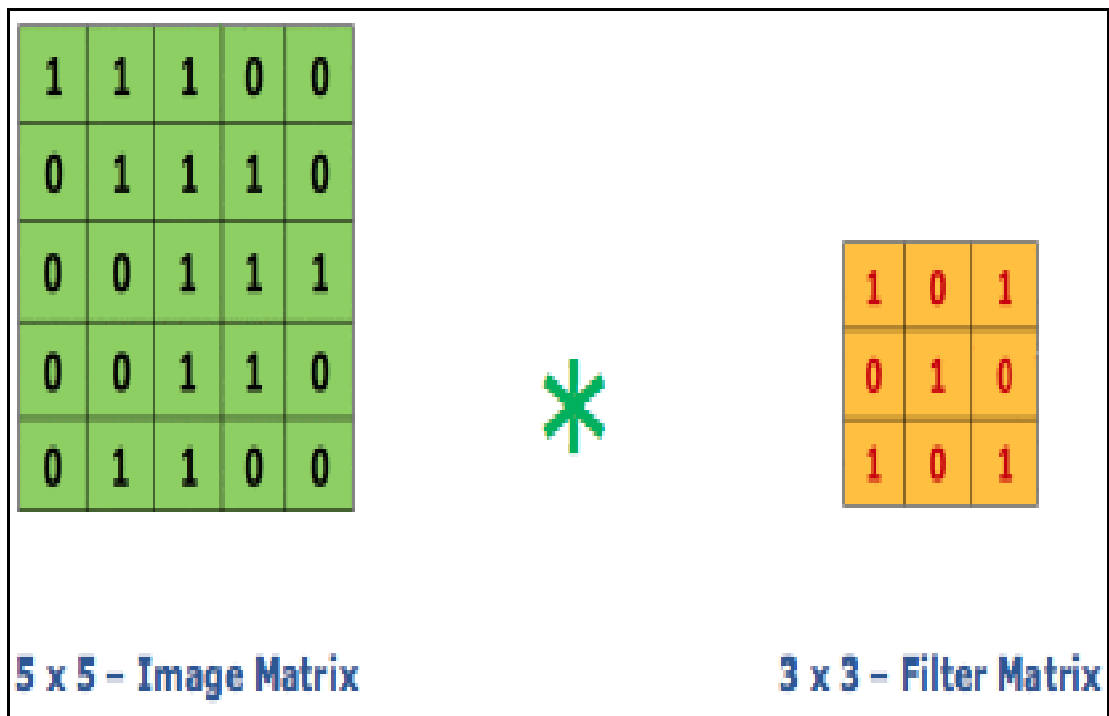 1 1 1 0 0
0 1 1 1 0
0 0 1 1 1
0 0 1 1 0
0 1 1 0 0
*
1 0 1
0 1 0
1 0 1
5 x 5 – Image Matrix
3 x 3 – Filter Matrix